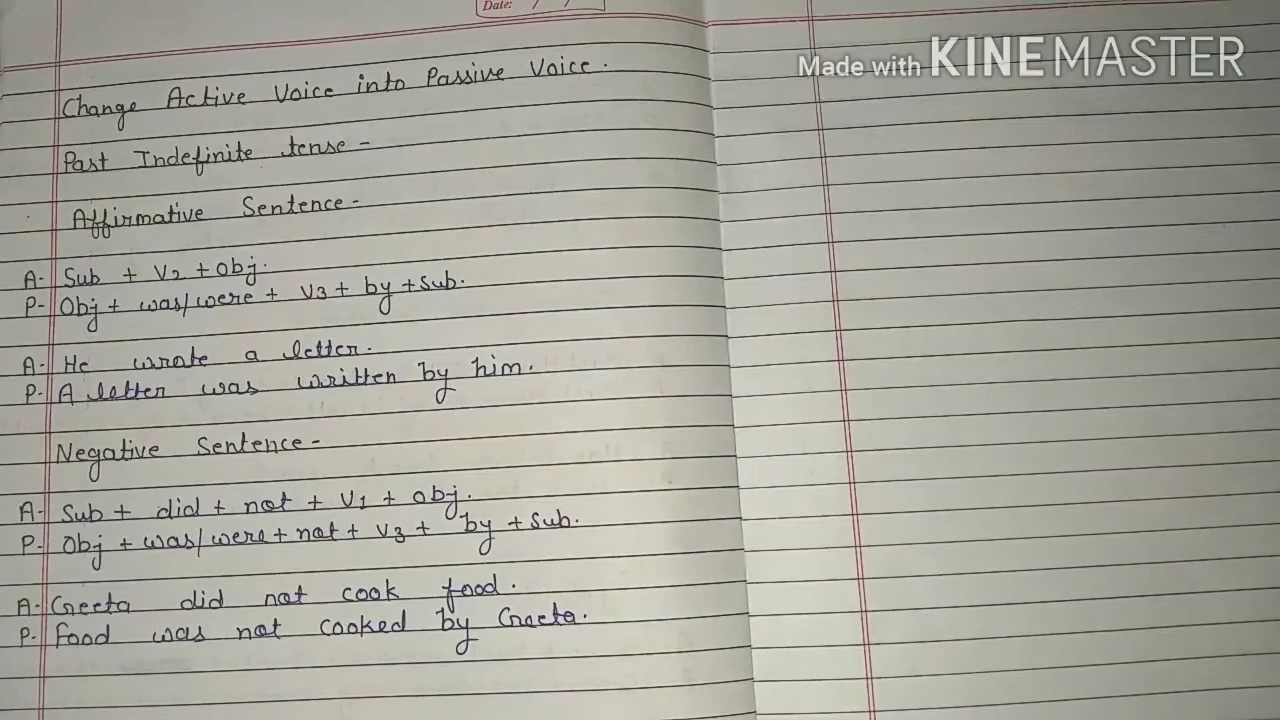 Date:
Made with KINEMASTER
Change Active Voice into Passive Voice.
Past Indefinite tense -
Affirmative Sentence -
A- Sub + V2 + Obj.
P- Obj + was/were + V3 + by + sub.
A- He wrote a letter.
P- A letter was written by him.
Negative Sentence -
A- Sub + did + not + V1 + obj.
P- Obj + was/were + not + V3 + by + sub.
A- Geeta did not cook food.
P- Food was not cooked by Geeta.